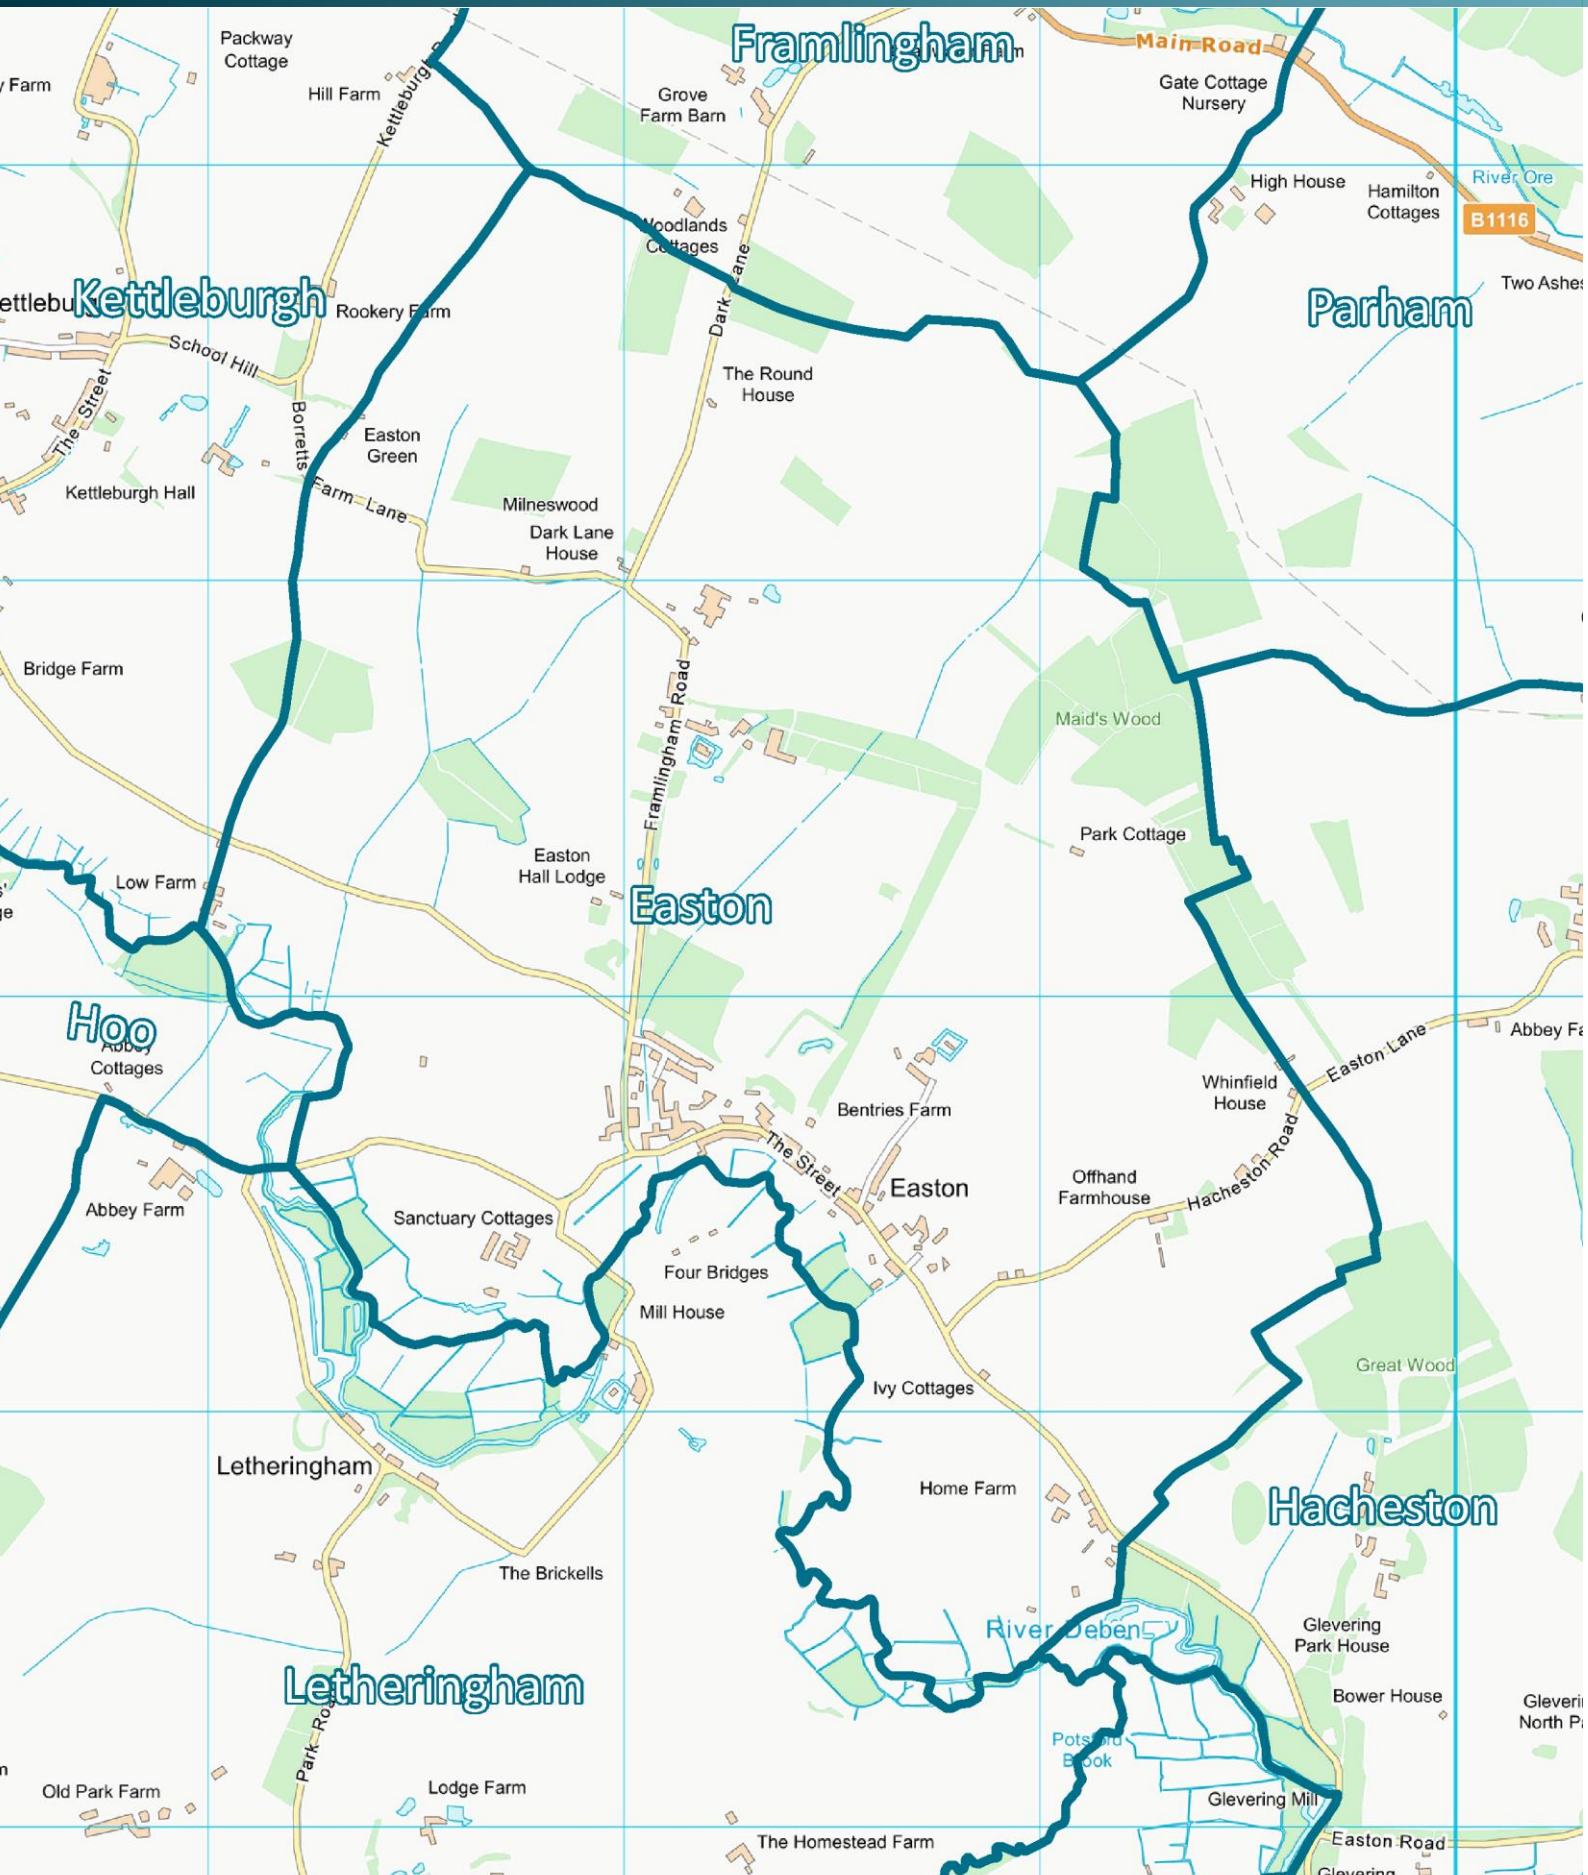 Packway
Cottage
Framlingham
Main Road
Farm
Hill Farm
Grove
Farm Barn
Gate Cottage
Nursery
Kettleburgh
High House
Hamilton
Cottages
River Ore
B1116
Woodlands
Cottages
Dark Lane
Kettleburgh
Rookery Farm
Parham
School Hill
The Street
Borretts
Farm Lane
The Round
House
Easton
Green
Kettleburgh Hall
Milneswood
Dark Lane
House
Bridge Farm
Framlingham Road
Maid's Wood
Park Cottage
Low Farm
Easton
Hall Lodge
Easton
Hoo
Abbey
Cottages
Easton Lane
Whinfield
House
Bentries Farm
The Street
Hacheston Road
Offhand
Farmhouse
Easton
Abbey Farm
Sanctuary Cottages
Four Bridges
Mill House
Great Wood
Ivy Cottages
Letheringham
Home Farm
Hacheston
The Brickells
River Deben
Glevering
Park House
Letheringham
Park Road
Bower House
Potsford
Brook
Old Park Farm
Lodge Farm
Glevering Mill
The Homestead Farm
Easton Road
Glevering